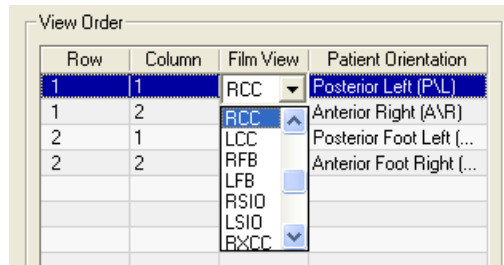 View Order
Row Column Film View Patient Orientation
1 1 RCC Posterior Left (P\L)
1 2 RCC Anterior Right (A\R)
2 1 LCC Posterior Foot Left (...
2 2 RFB Anterior Foot Right (...
LFB
RSIO
LSIO
RXCC